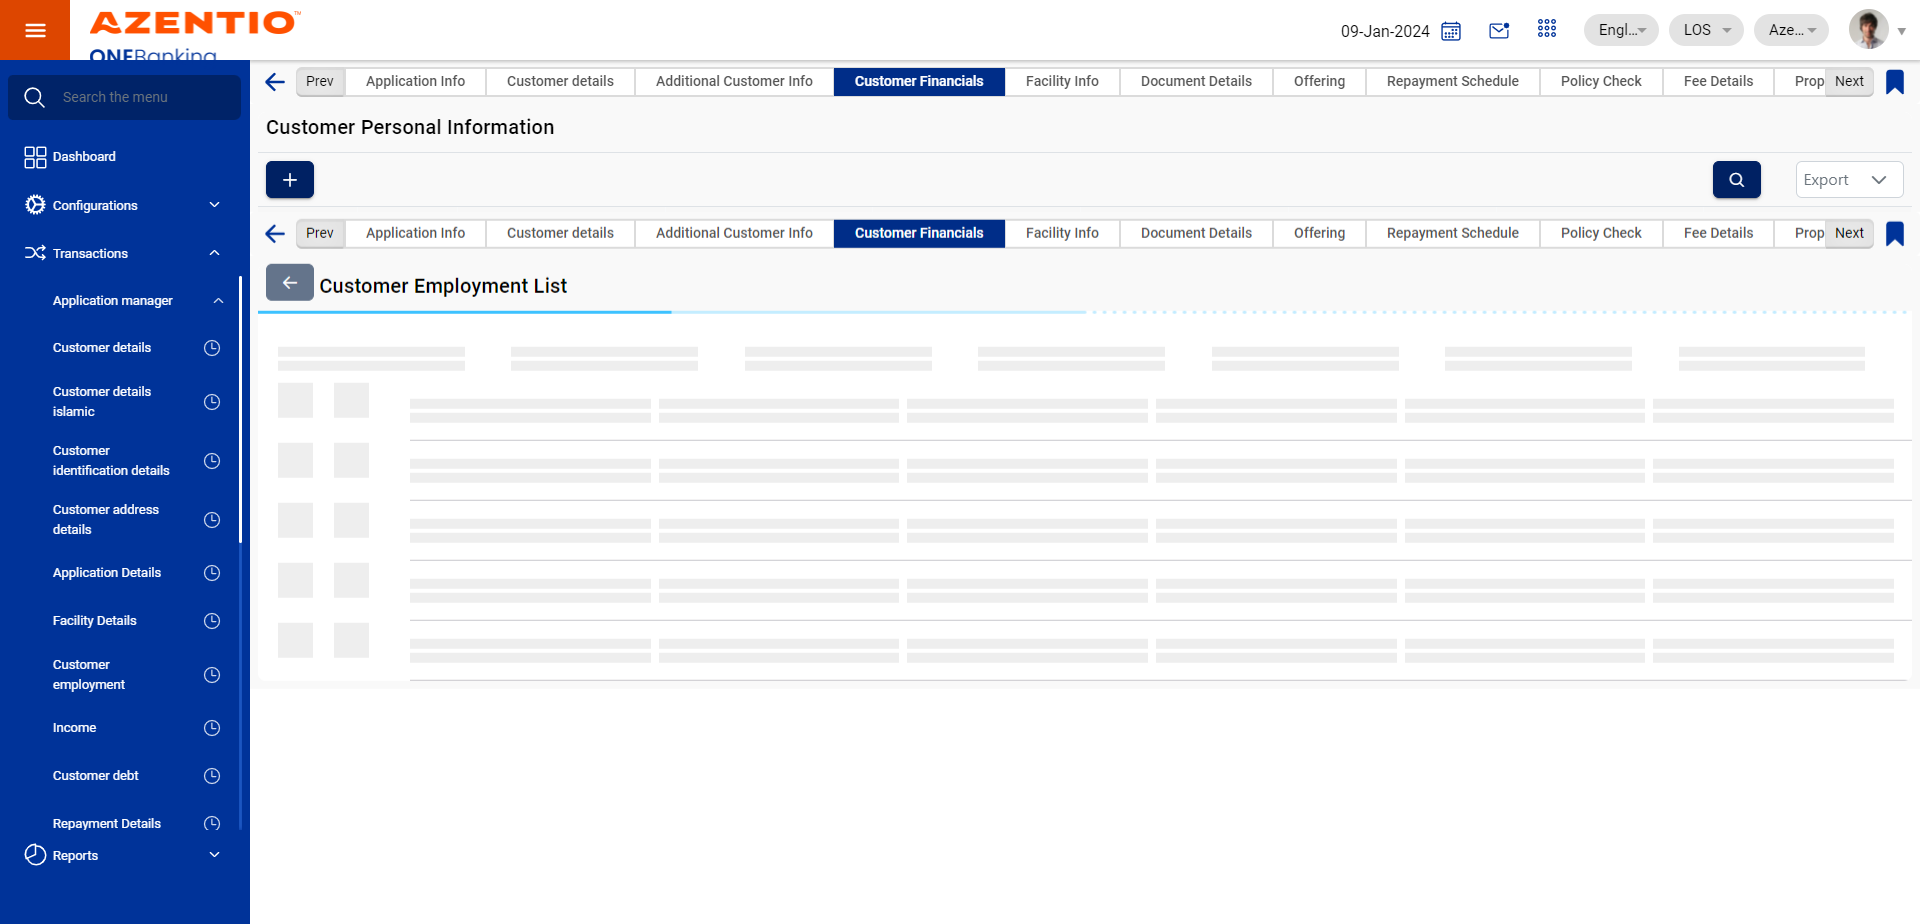 AZENTIO™
ONEBanking
09-Jan-2024
Engl...
LOS
Aze...
Search the menu
Dashboard
Configurations
Transactions
Application manager
Customer details
Customer details
islamic
Customer
identification details
Customer address
details
Application Details
Facility Details
Customer
employment
Income
Customer debt
Repayment Details
Reports
Prev Application Info Customer details Additional Customer Info Customer Financials Facility Info Document Details Offering Repayment Schedule Policy Check Fee Details Prop Next
Customer Personal Information
+
Export
Prev Application Info Customer details Additional Customer Info Customer Financials Facility Info Document Details Offering Repayment Schedule Policy Check Fee Details Prop Next
Customer Employment List